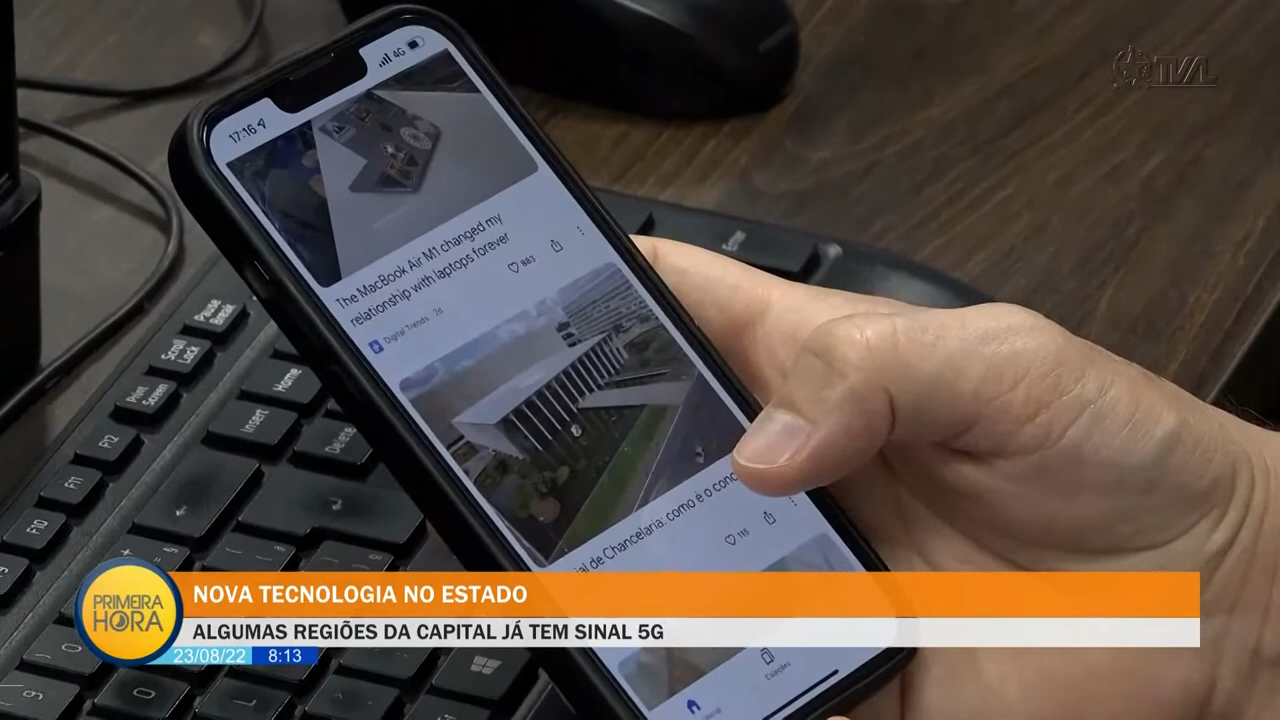 TVAL
4G
17:16
The MacBook Air M1 changed my
relationship with laptops forever
883
Digital Trends · 2d
ial de Chancelaria: como é o conc
115
Pause
Break
Scroll
Lock
Print
Screen
Home
Insert
Delete
F12
F11
F10
NOVA TECNOLOGIA NO ESTADO
PRIMEIRA
HORA
ALGUMAS REGIÕES DA CAPITAL JÁ TEM SINAL 5G
23/08/22 8:13